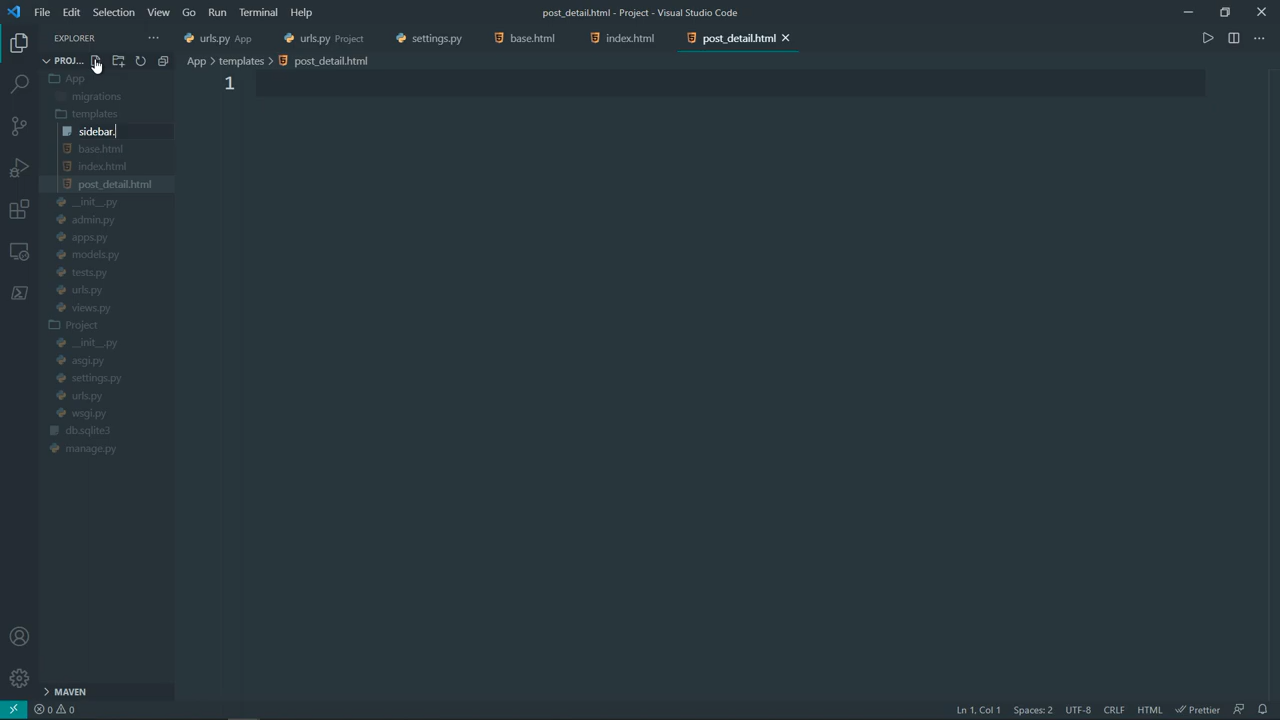 File Edit Selection View Go Run Terminal Help
post_detail.html - Project - Visual Studio Code
EXPLORER
urls.py App
urls.py Project
settings.py
base.html
index.html
post_detail.html
PROJ...
App > templates > post_detail.html
App
migrations
templates
sidebar.
base.html
index.html
post_detail.html
__init__.py
admin.py
apps.py
models.py
tests.py
urls.py
views.py
Project
__init__.py
asgi.py
settings.py
urls.py
wsgi.py
db.sqlite3
manage.py
1
MAVEN
0 0
Ln 1, Col 1 Spaces: 2 UTF-8 CRLF HTML Prettier